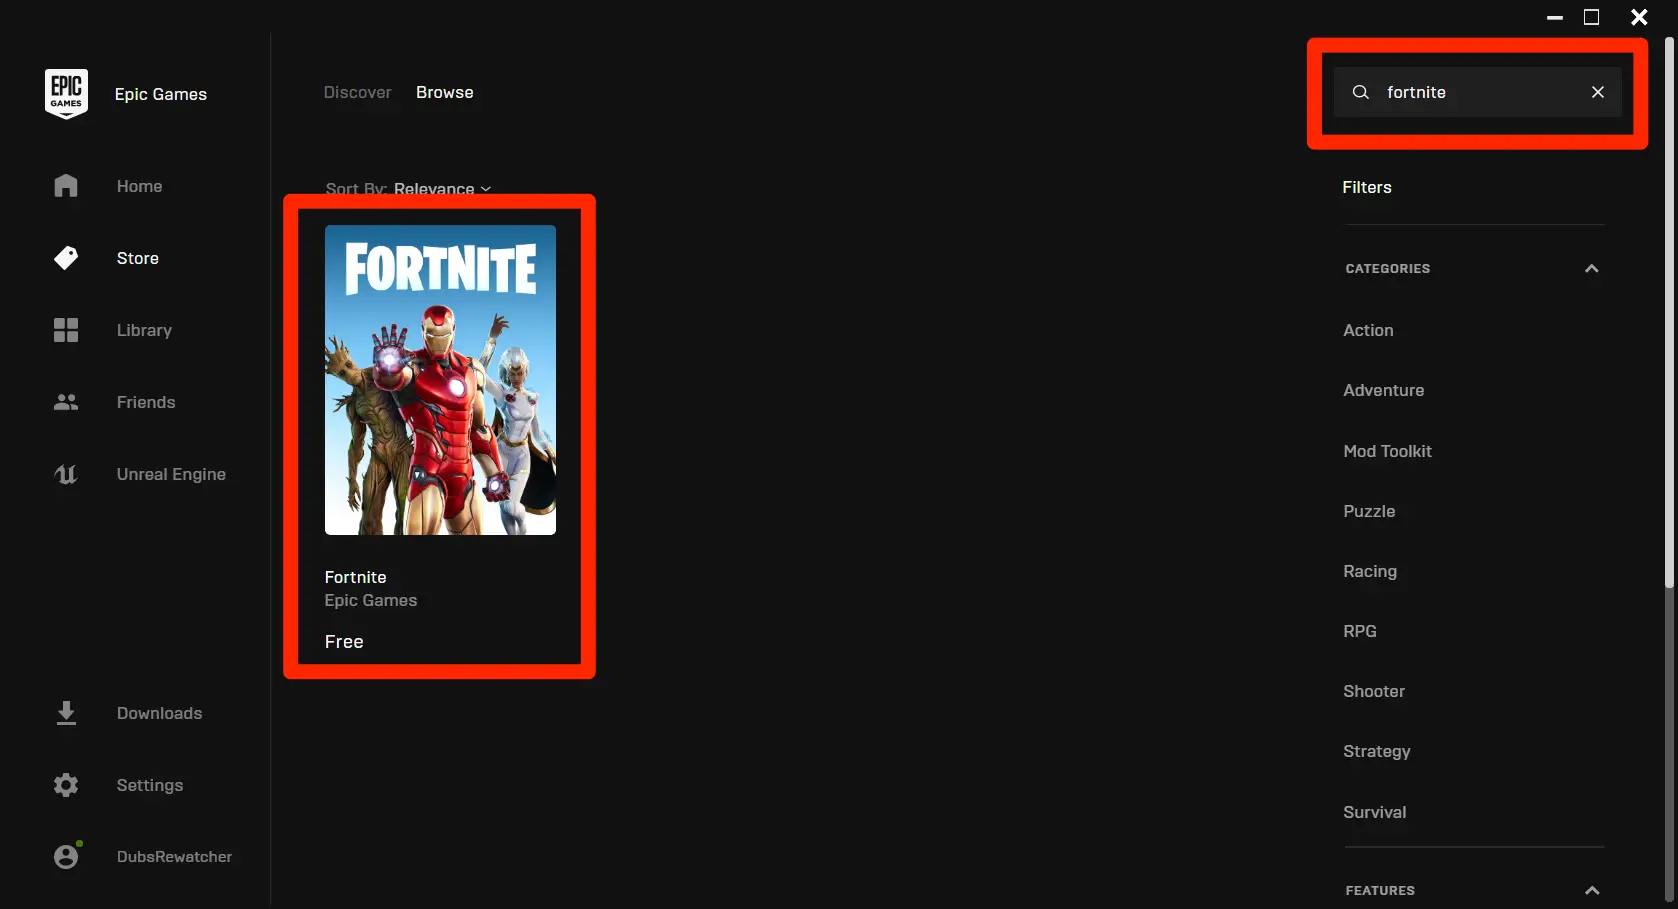 EPIC
GAMES
Epic Games
Home
Store
Library
Friends
Unreal Engine
Downloads
Settings
DubsRewatcher
Discover Browse
Sort By: Relevance
FORTNITE
Fortnite
Epic Games
Free
fortnite
Filters
CATEGORIES
Action
Adventure
Mod Toolkit
Puzzle
Racing
RPG
Shooter
Strategy
Survival
FEATURES